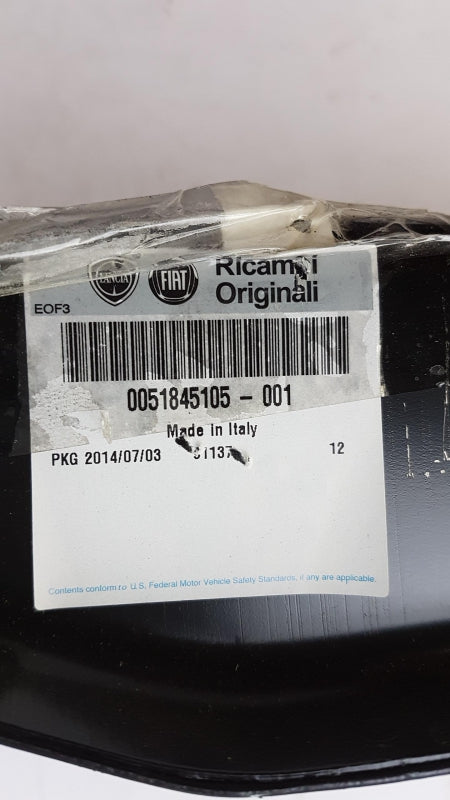 LANCIA FIAT Ricambi
Originali
EOF3
0051845105 - 001
Made in Italy
PKG 2014/07/03 12
Contents conform to U.S. Federal Motor Vehicle Safety Standards, if any are applicable.